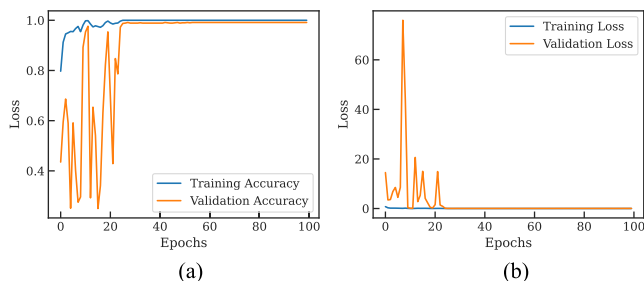 1.0
0.8
0.6
0.4
Loss
0 20 40 60 80 100
Epochs
Training Accuracy
Validation Accuracy
(a)
60
40
20
0
Loss
0 20 40 60 80 100
Epochs
Training Loss
Validation Loss
(b)